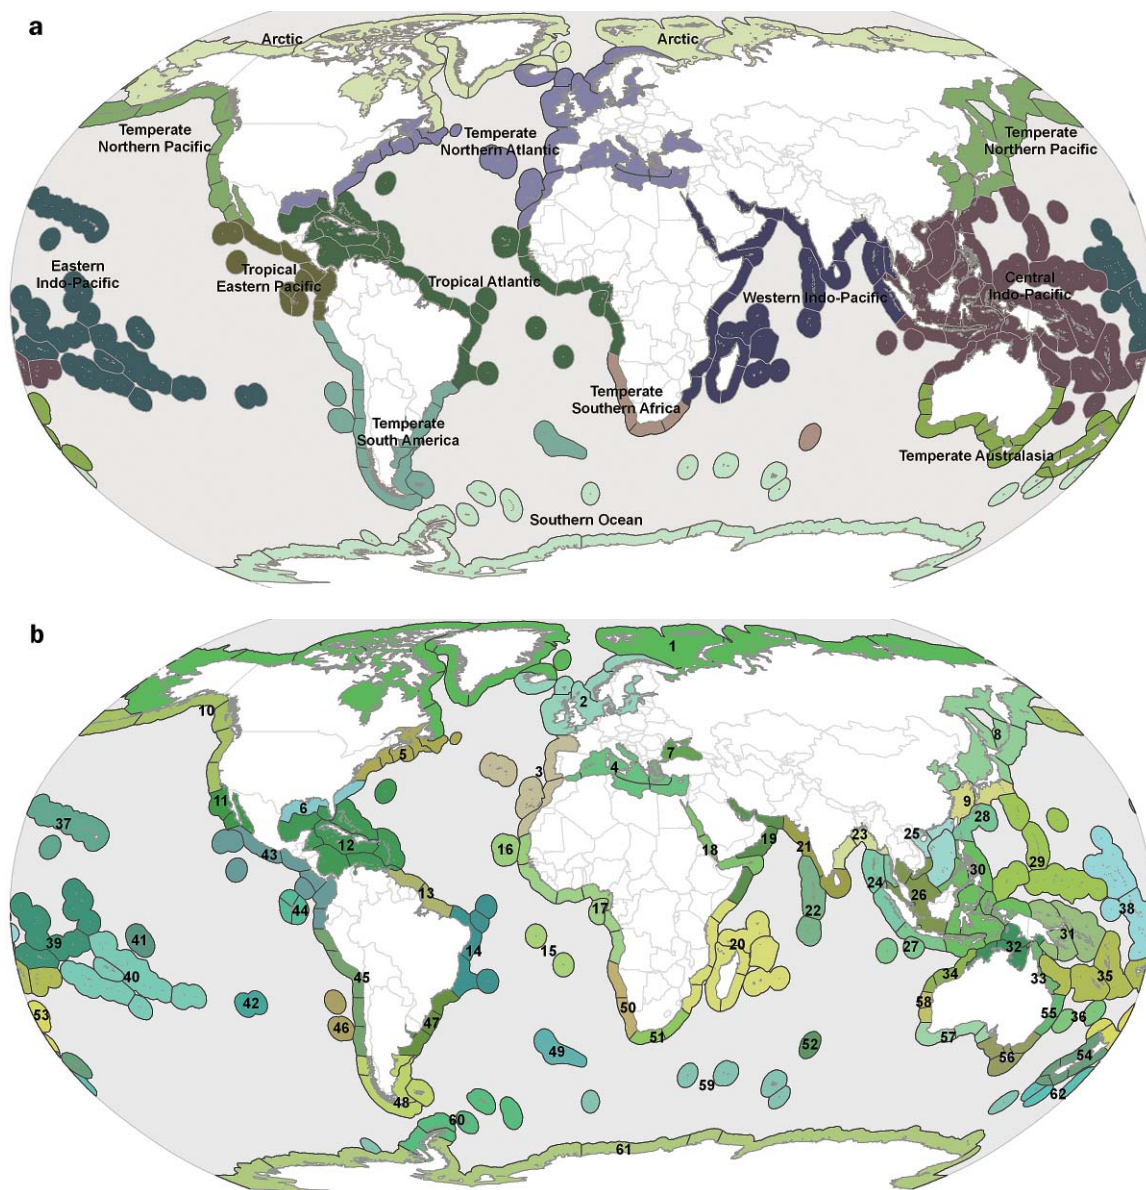 a
Arctic
Arctic
Temperate
Northern Pacific
Temperate
Northern Atlantic
Temperate
Northern Pacific
Eastern
Indo-Pacific
Tropical
Eastern Pacific
Tropical Atlantic
Western Indo-Pacific
Central
Indo-Pacific
Temperate
South America
Temperate
Southern Africa
Temperate Australasia
Southern Ocean
b
1
2
3
4
5
6
7
8
9
10
11
12
13
14
15
16
17
18
19
20
21
22
23
24
25
26
27
28
29
30
31
32
33
34
35
36
37
38
39
40
41
42
43
44
45
46
47
48
49
50
51
52
53
54
55
56
57
58
59
60
61
62